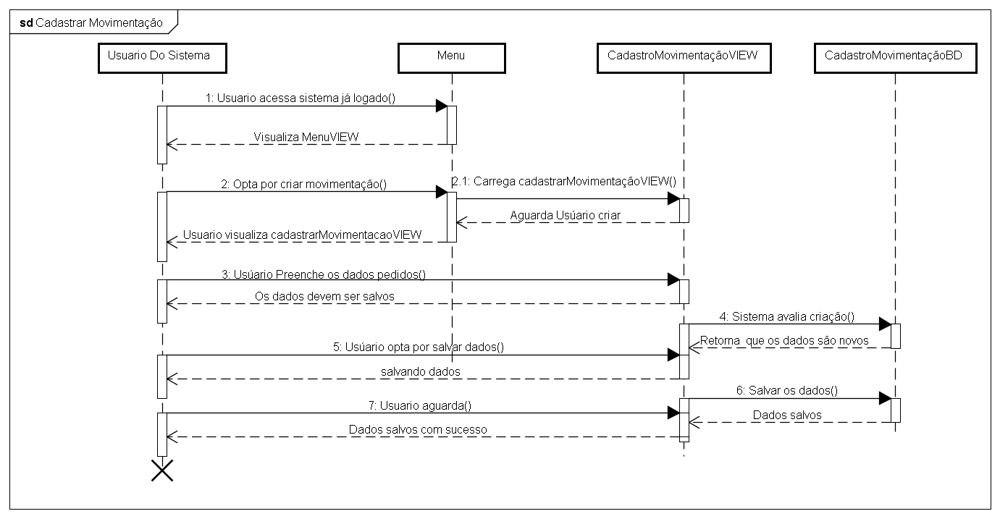 sd Cadastrar Movimentação
Usuario Do Sistema
Menu
CadastroMovimentaçãoVIEW
CadastroMovimentaçãoBD
1: Usuario acessa sistema já logado()
Visualiza MenuVIEW
2: Opta por criar movimentação()
2.1: Carrega cadastrarMovimentaçãoVIEW()
Aguarda Usúario criar
Usuario visualiza cadastrarMovimentacaoVIEW
3: Usúario Preenche os dados pedidos()
Os dados devem ser salvos
4: Sistema avalia criação()
Retorna que os dados são novos
5: Usúario opta por salvar dados()
salvando dados
6: Salvar os dados()
7: Usuario aguarda()
Dados salvos
Dados salvos com sucesso